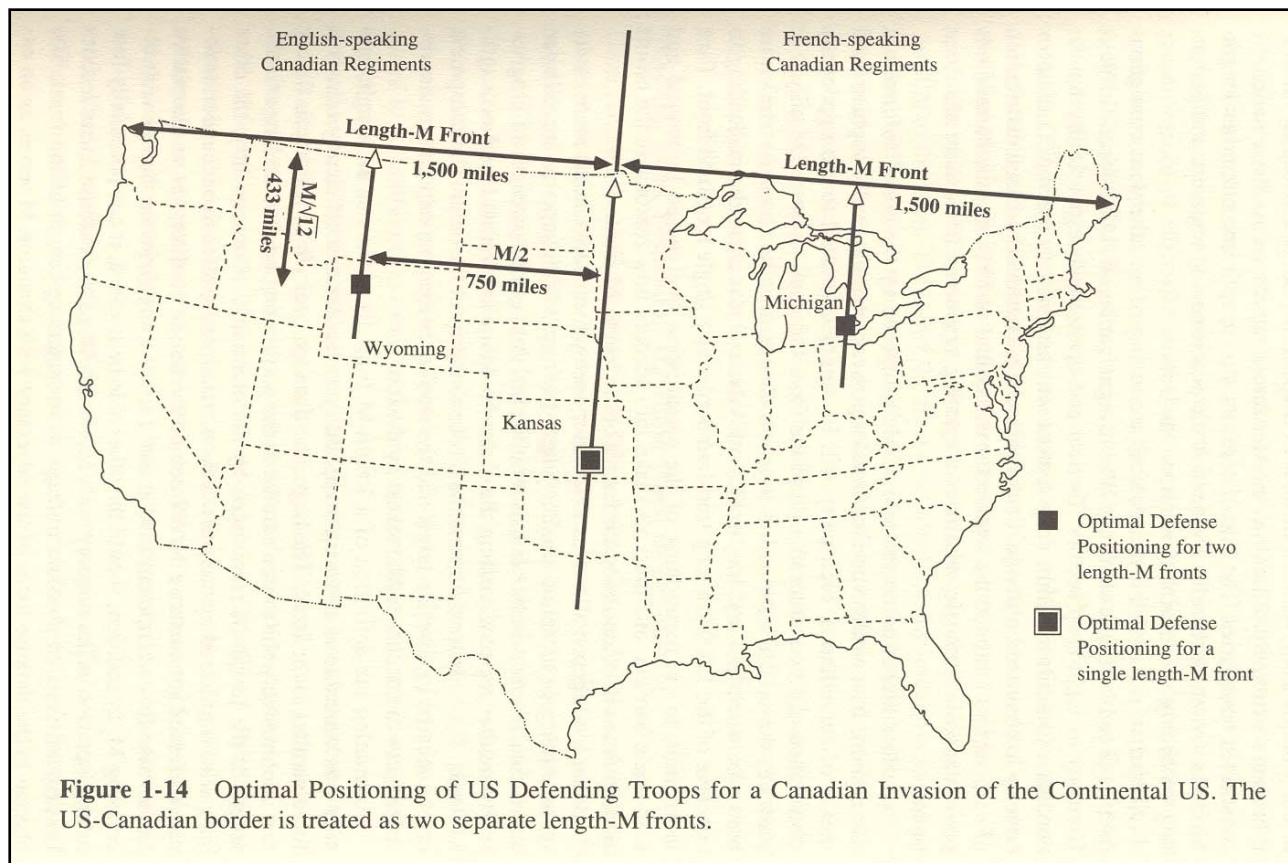 English-speaking
Canadian Regiments
French-speaking
Canadian Regiments
Length-M Front
1,500 miles
Length-M Front
1,500 miles
M/√12
433 miles
M/2
750 miles
Michigan
Wyoming
Kansas
Optimal Defense
Positioning for two
length-M fronts
Optimal Defense
Positioning for a
single length-M front
Figure 1-14 Optimal Positioning of US Defending Troops for a Canadian Invasion of the Continental US. The
US-Canadian border is treated as two separate length-M fronts.